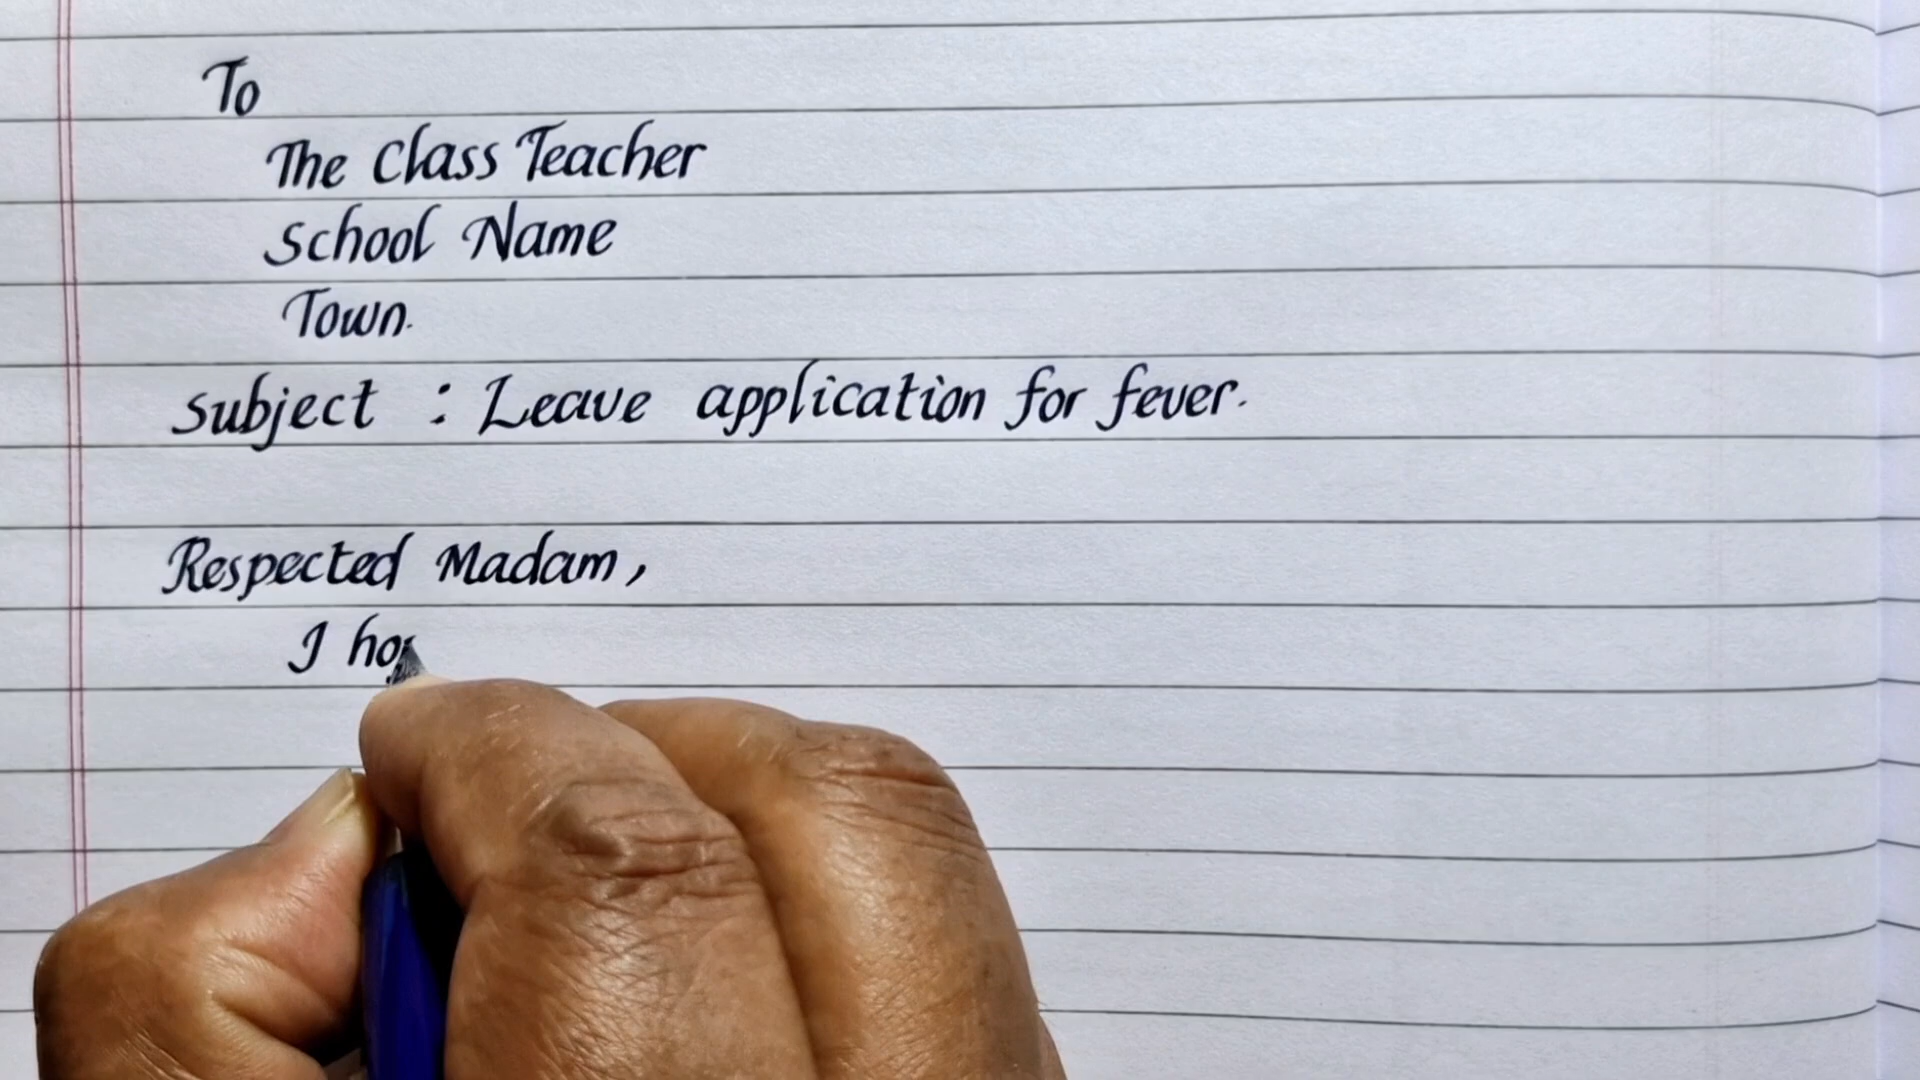 To
The Class Teacher
School Name
Town.
Subject : Leave application for fever.
Respected Madam,
I